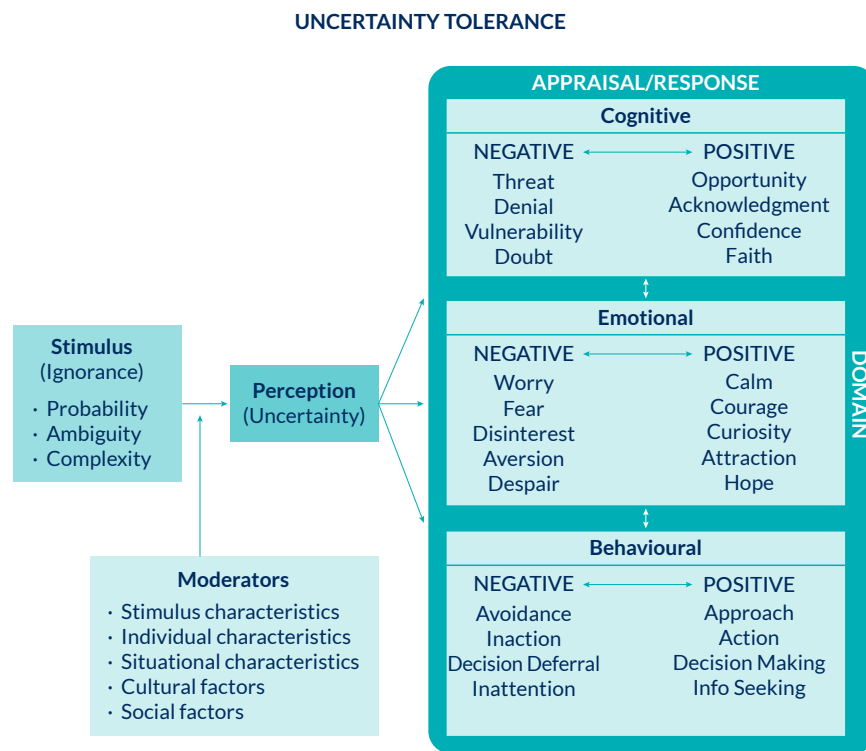 UNCERTAINTY TOLERANCE
APPRAISAL/RESPONSE
Cognitive
NEGATIVE
POSITIVE
Threat
Denial
Vulnerability
Doubt
Opportunity
Acknowledgment
Confidence
Faith
Stimulus
(Ignorance)
· Probability
· Ambiguity
· Complexity
Perception
(Uncertainty)
Emotional
NEGATIVE
POSITIVE
Worry
Fear
Disinterest
Aversion
Despair
Calm
Courage
Curiosity
Attraction
Hope
DOMAIN
Moderators
· Stimulus characteristics
· Individual characteristics
· Situational characteristics
· Cultural factors
· Social factors
Behavioural
NEGATIVE
POSITIVE
Avoidance
Inaction
Decision Deferral
Inattention
Approach
Action
Decision Making
Info Seeking